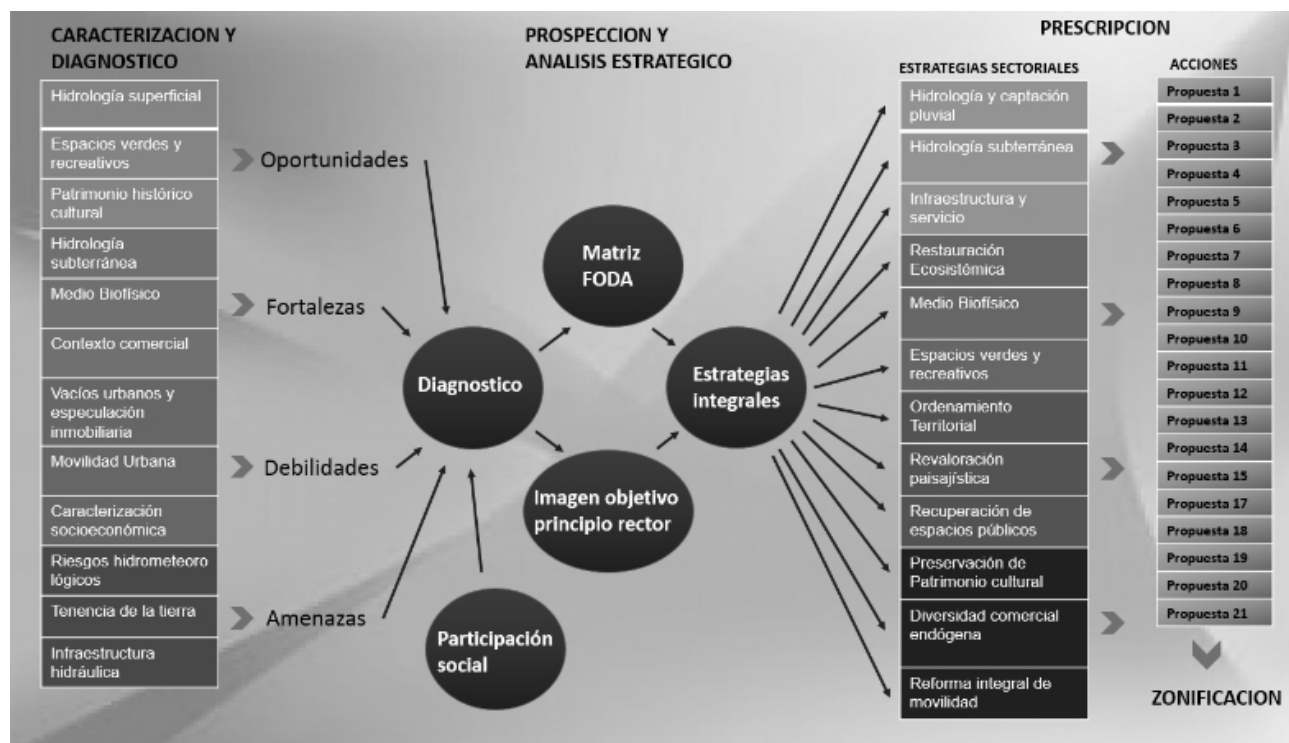 CARACTERIZACION Y
DIAGNOSTICO
Hidrología superficial
Espacios verdes y
recreativos
Patrimonio histórico
cultural
Hidrología
subterránea
Medio Biofísico
Contexto comercial
Vacíos urbanos y
especulación
inmobiliaria
Movilidad Urbana
Caracterización
socioeconómica
Riesgos hidrometeoro
lógicos
Tenencia de la tierra
Infraestructura
hidráulica
Oportunidades
Fortalezas
Debilidades
Amenazas
PROSPECCION Y
ANALISIS ESTRATEGICO
Matriz
FODA
Diagnostico
Estrategias
integrales
Imagen objetivo
principio rector
Participación
social
PRESCRIPCION
ESTRATEGIAS SECTORIALES
Hidrología y captación
pluvial
Hidrología subterránea
Infraestructura y
servicio
Restauración
Ecosistémica
Medio Biofísico
Espacios verdes y
recreativos
Ordenamiento
Territorial
Revaloración
paisajística
Recuperación de
espacios públicos
Preservación de
Patrimonio cultural
Diversidad comercial
endógena
Reforma integral de
movilidad
ACCIONES
Propuesta 1
Propuesta 2
Propuesta 3
Propuesta 4
Propuesta 5
Propuesta 6
Propuesta 7
Propuesta 8
Propuesta 9
Propuesta 10
Propuesta 11
Propuesta 12
Propuesta 13
Propuesta 14
Propuesta 15
Propuesta 17
Propuesta 18
Propuesta 19
Propuesta 20
Propuesta 21
ZONIFICACION